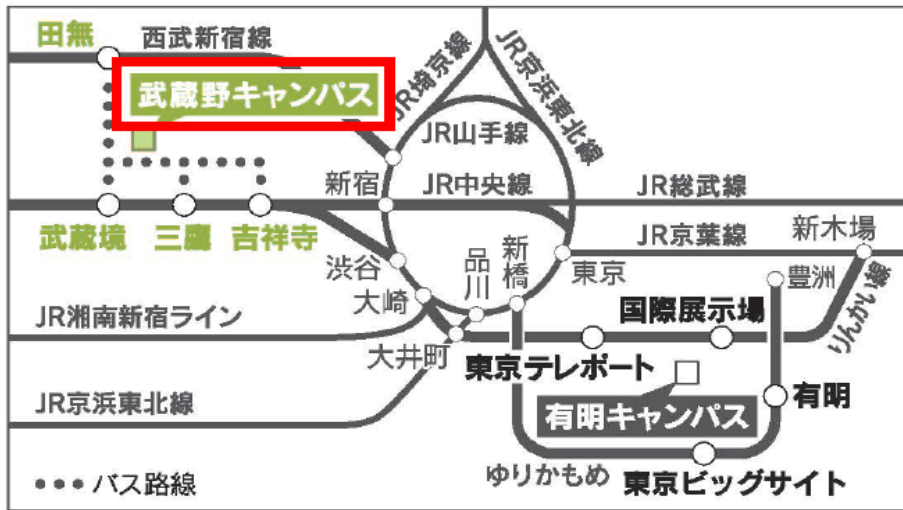 田無
西武新宿線
武蔵野キャンパス
JR埼京線
JR京浜東北線
JR山手線
新宿
JR中央線
JR総武線
武蔵境
三鷹
吉祥寺
渋谷
品川
新橋
東京
JR京葉線
新木場
大崎
豊洲
りんかい線
JR湘南新宿ライン
大井町
国際展示場
東京テレポート
JR京浜東北線
有明キャンパス
有明
ゆりかもめ
東京ビッグサイト
バス路線